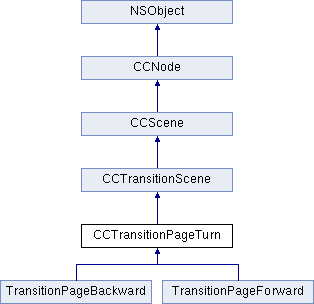 NSObject
CCNode
CCScene
CCTransitionScene
CCTransitionPageTurn
TransitionPageBackward
TransitionPageForward